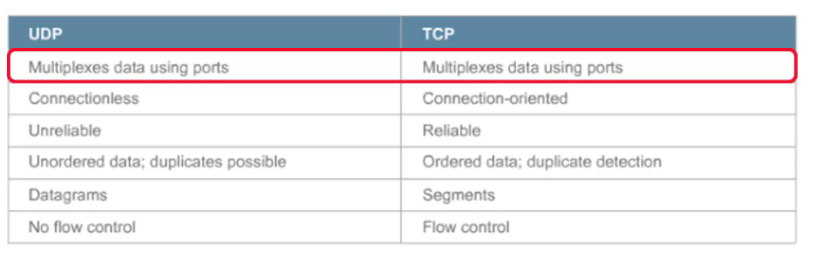 UDP TCP
Multiplexes data using ports Multiplexes data using ports
Connectionless Connection-oriented
Unreliable Reliable
Unordered data; duplicates possible Ordered data; duplicate detection
Datagrams Segments
No flow control Flow control